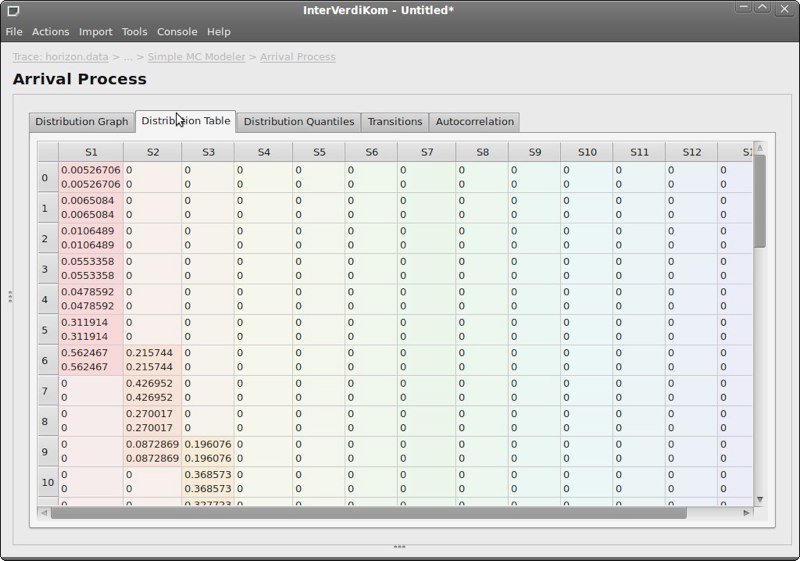 InterVerdiKom - Untitled*
File Actions Import Tools Console Help
Trace: horizon.data > ... > Simple MC Modeler > Arrival Process
Arrival Process
Distribution Graph Distribution Table Distribution Quantiles Transitions Autocorrelation
S1 S2 S3 S4 S5 S6 S7 S8 S9 S10 S11 S12
0 0.00526706 0 0 0 0 0 0 0 0 0 0 0 0
0.00526706 0 0 0 0 0 0 0 0 0 0 0 0
1 0.0065084 0 0 0 0 0 0 0 0 0 0 0 0
0.0065084 0 0 0 0 0 0 0 0 0 0 0 0
2 0.0106489 0 0 0 0 0 0 0 0 0 0 0 0
0.0106489 0 0 0 0 0 0 0 0 0 0 0 0
3 0.0553358 0 0 0 0 0 0 0 0 0 0 0 0
0.0553358 0 0 0 0 0 0 0 0 0 0 0 0
4 0.0478592 0 0 0 0 0 0 0 0 0 0 0 0
0.0478592 0 0 0 0 0 0 0 0 0 0 0 0
5 0.311914 0 0 0 0 0 0 0 0 0 0 0 0
0.311914 0 0 0 0 0 0 0 0 0 0 0 0
6 0.562467 0.215744 0 0 0 0 0 0 0 0 0 0 0
0.562467 0.215744 0 0 0 0 0 0 0 0 0 0 0
7 0 0.426952 0 0 0 0 0 0 0 0 0 0 0
0 0.426952 0 0 0 0 0 0 0 0 0 0 0
8 0 0.270017 0 0 0 0 0 0 0 0 0 0 0
0 0.270017 0 0 0 0 0 0 0 0 0 0 0
9 0 0.0872869 0.196076 0 0 0 0 0 0 0 0 0 0
0 0.0872869 0.196076 0 0 0 0 0 0 0 0 0 0
10 0 0 0.368573 0 0 0 0 0 0 0 0 0 0
0 0 0.368573 0 0 0 0 0 0 0 0 0 0
0 0 0.327723 0 0 0 0 0 0 0 0 0 0